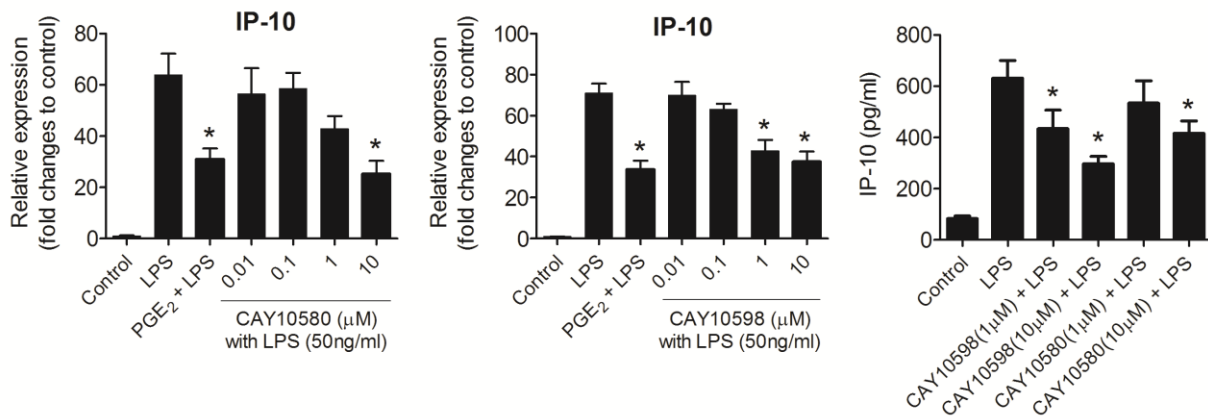 IP-10
Relative expression
(fold changes to control)
80
60
40
20
0
Control
LPS
PGE₂ + LPS
0.01
0.1
1
10
*
*
CAY10580 (μM)
with LPS (50ng/ml)
IP-10
Relative expression
(fold changes to control)
100
80
60
40
20
0
Control
LPS
PGE₂ + LPS
0.01
0.1
1
10
*
*
*
CAY10598 (μM)
with LPS (50ng/ml)
IP-10 (pg/ml)
800
600
400
200
0
*
*
*
Control
LPS
CAY10598(1μM) + LPS
CAY10598(10μM) + LPS
CAY10580(1μM) + LPS
CAY10580(10μM) + LPS